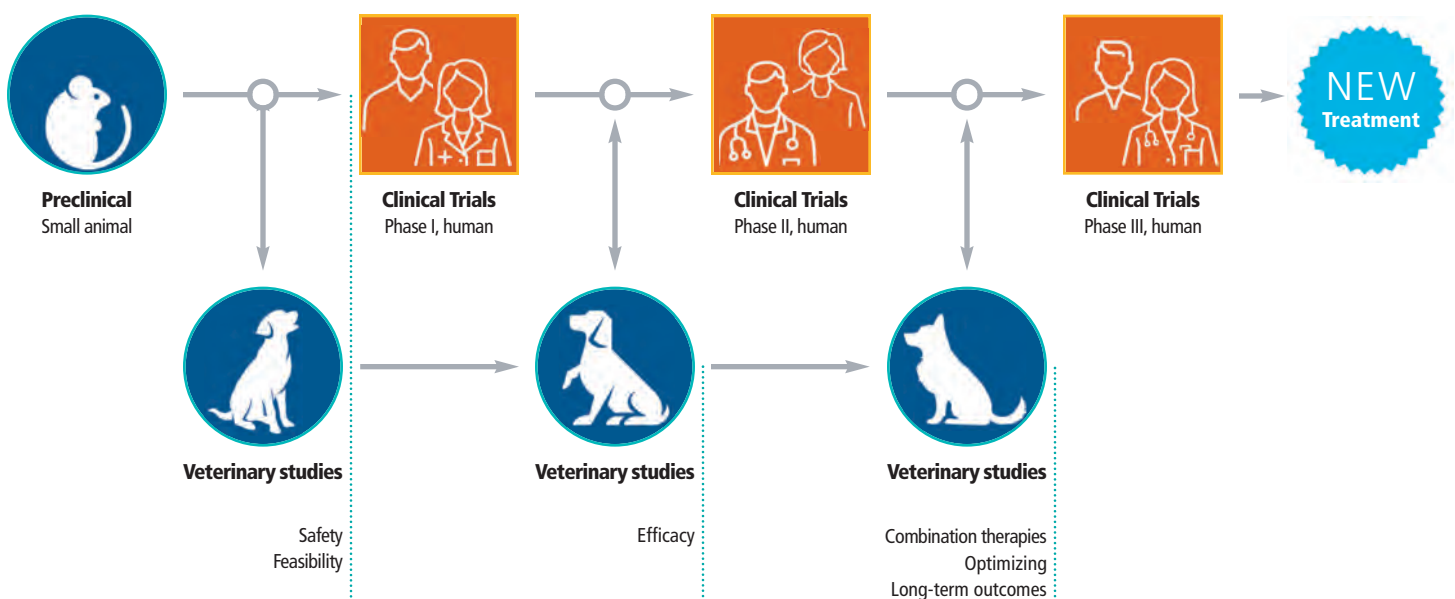 NEW
Treatment
Preclinical
Small animal
Clinical Trials
Phase I, human
Clinical Trials
Phase II, human
Clinical Trials
Phase III, human
Veterinary studies
Safety
Feasibility
Veterinary studies
Efficacy
Veterinary studies
Combination therapies
Optimizing
Long-term outcomes